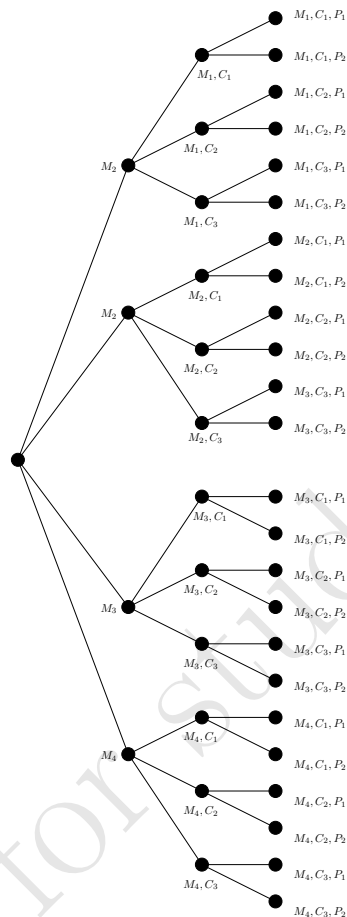 M₁, C₁, P₁
M₁, C₁, P₂
M₁, C₁
M₁, C₂, P₁
M₁, C₂, P₂
M₁, C₂
M₂
M₁, C₃, P₁
M₁, C₃, P₂
M₁, C₃
M₂, C₁, P₁
M₂, C₁, P₂
M₂, C₁
M₂
M₂, C₂, P₁
M₂, C₂, P₂
M₂, C₂
M₃, C₃, P₁
M₃, C₃, P₂
M₂, C₃
M₃, C₁, P₁
M₃, C₁
M₃, C₁, P₂
M₃, C₂, P₁
M₃, C₂
M₃, C₂, P₂
M₃
M₃, C₃, P₁
M₃, C₃
M₃, C₃, P₂
M₄, C₁, P₁
M₄, C₁
M₄, C₁, P₂
M₄
M₄, C₂, P₁
M₄, C₂
M₄, C₂, P₂
M₄, C₃, P₁
M₄, C₃
M₄, C₃, P₂
for stud